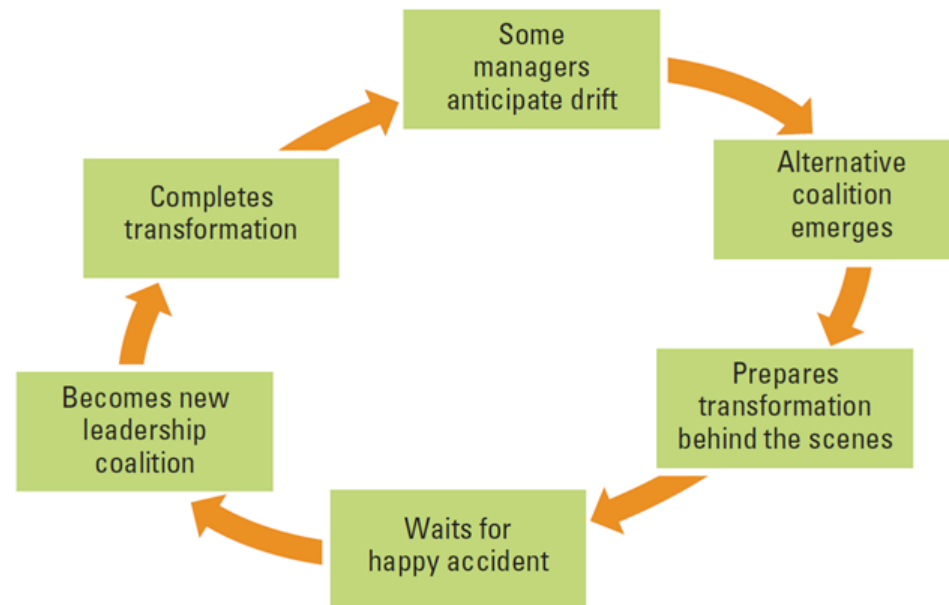 Some
managers
anticipate drift
Alternative
coalition
emerges
Prepares
transformation
behind the scenes
Waits for
happy accident
Becomes new
leadership
coalition
Completes
transformation